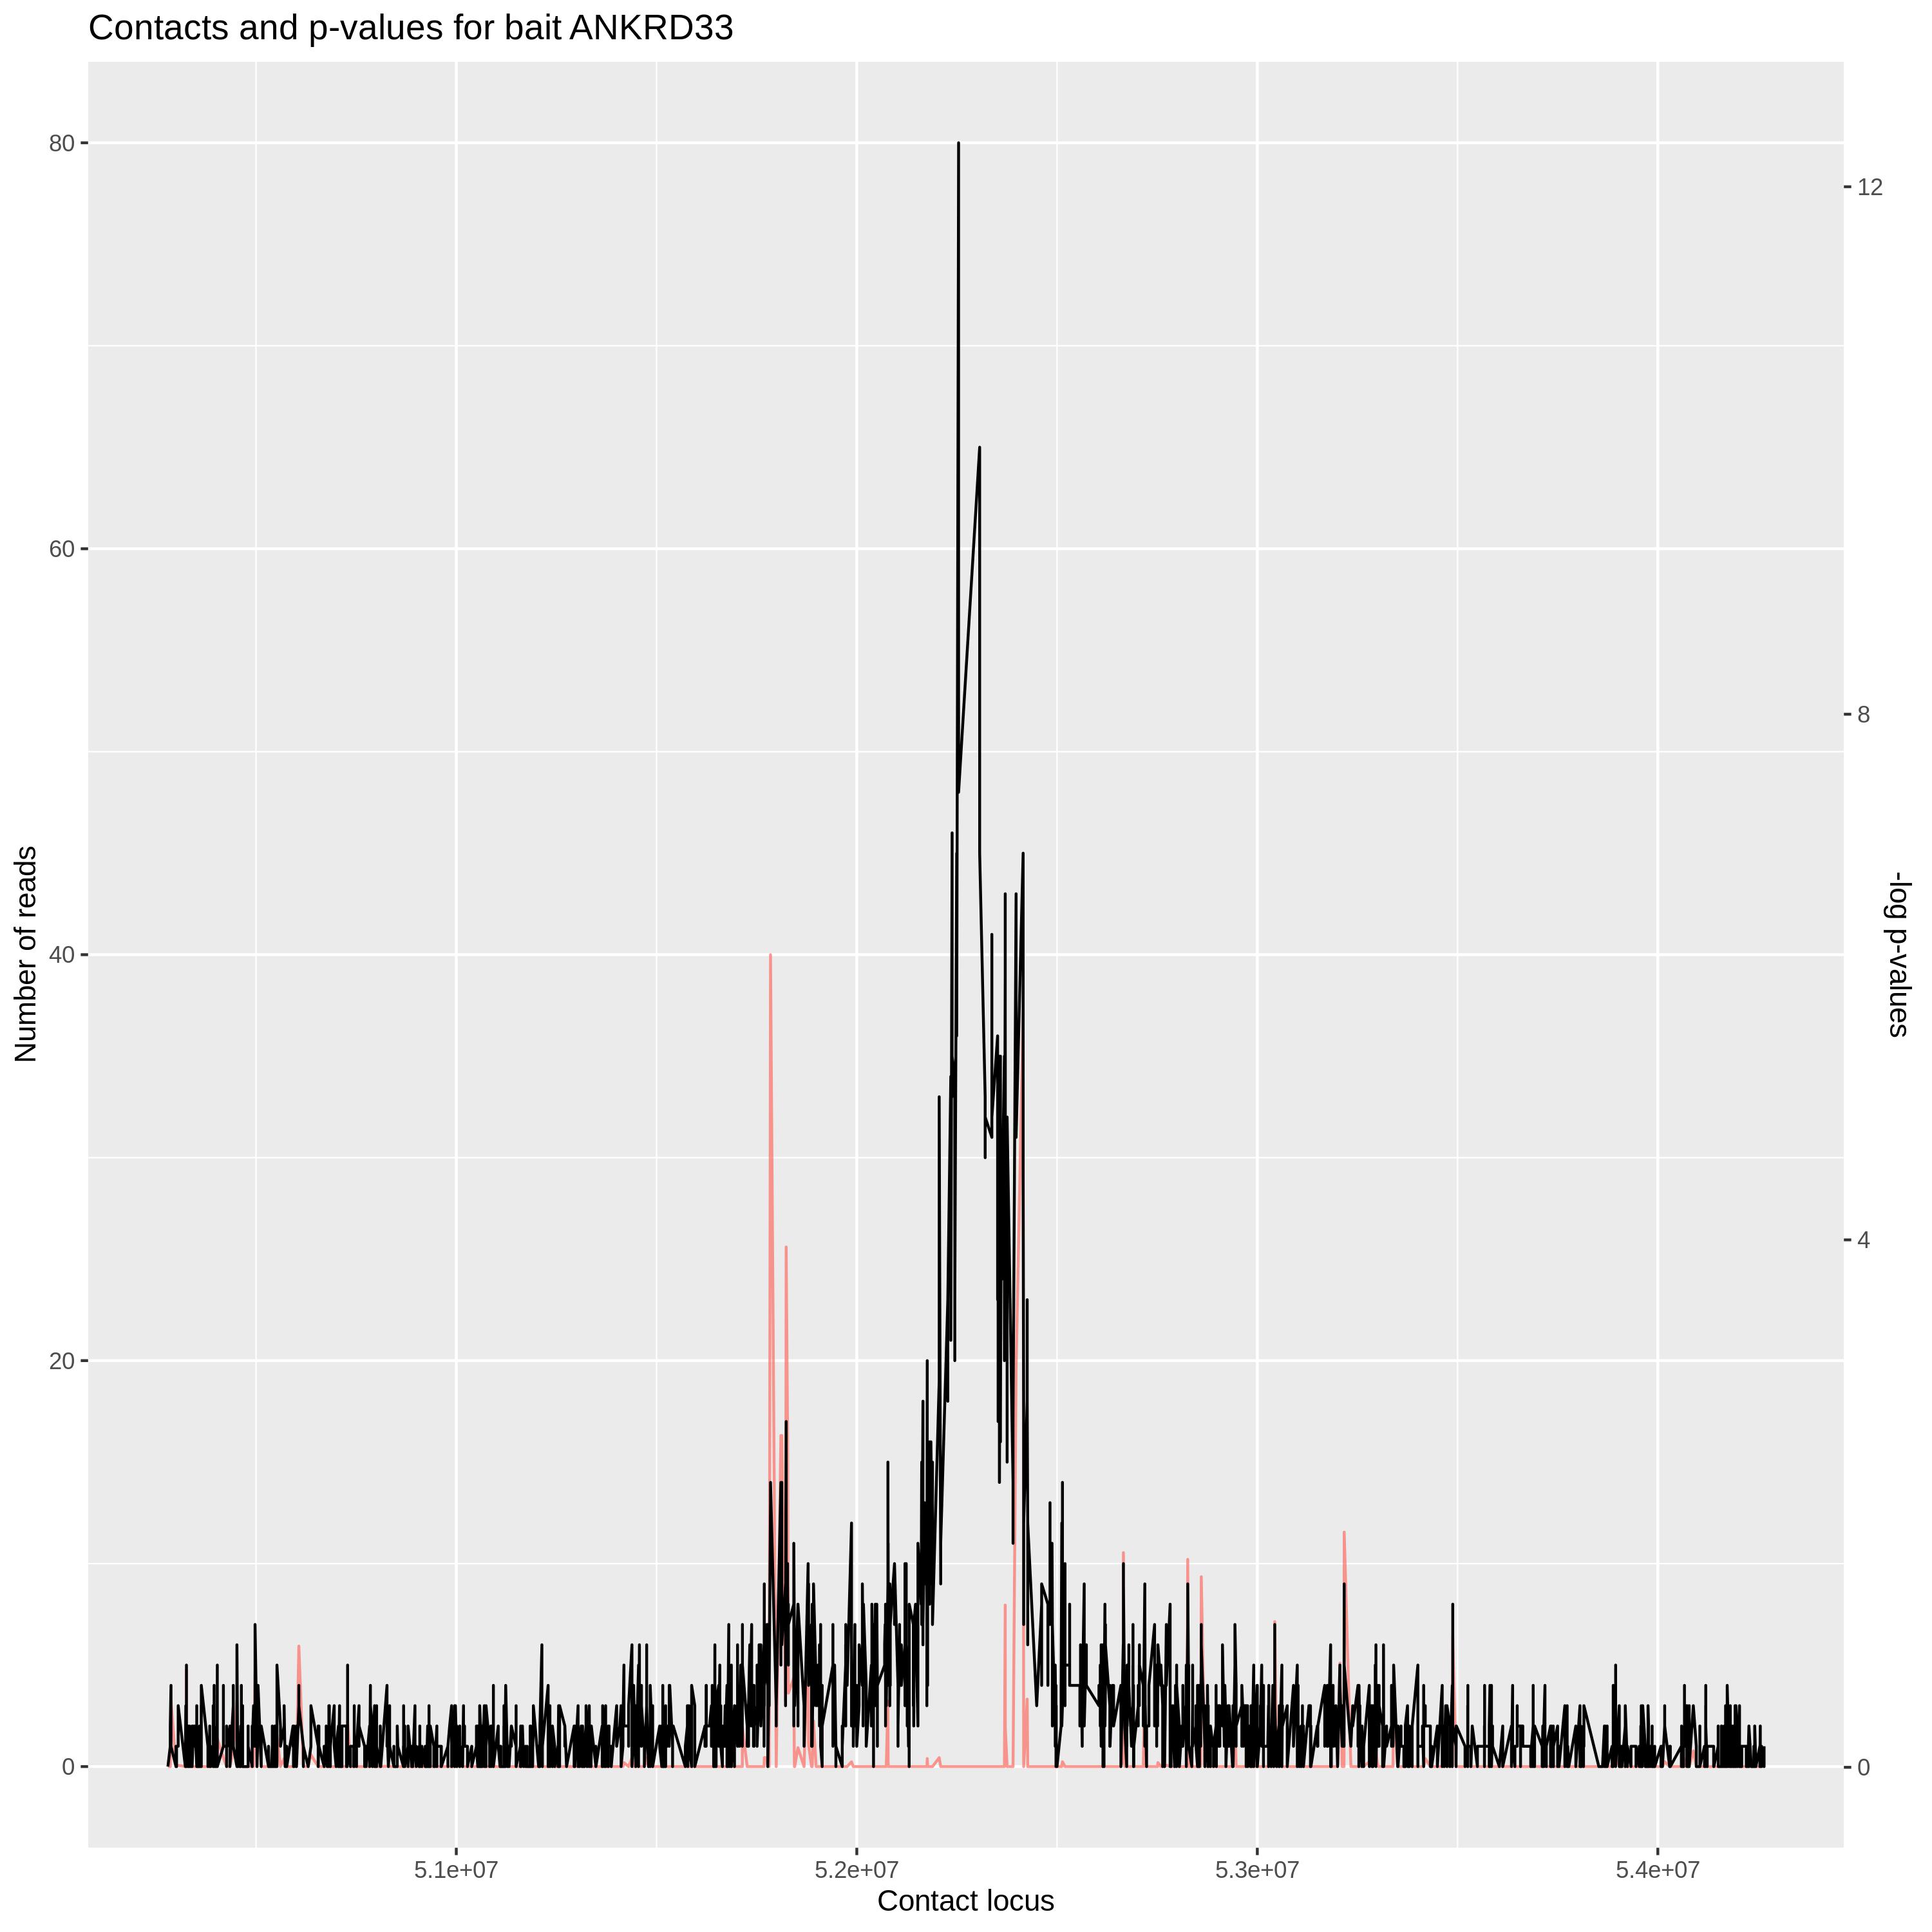 Contacts and p-values for bait ANKRD33
80
60
40
20
0
Number of reads
12
8
4
0
-log p-values
5.1e+07
5.2e+07
5.3e+07
5.4e+07
Contact locus